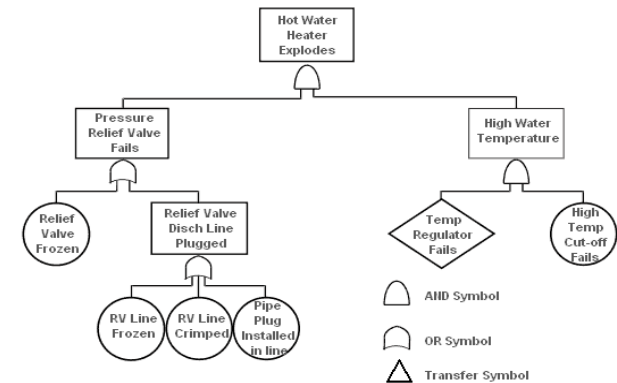 Hot Water
Heater
Explodes
Pressure
Relief Valve
Fails
High Water
Temperature
Relief
Valve
Frozen
Relief Valve
Disch Line
Plugged
Temp
Regulator
Fails
High
Temp
Cut-off
Fails
RV Line
Frozen
RV Line
Crimped
Pipe
Plug
Installed
in line
AND Symbol
OR Symbol
Transfer Symbol